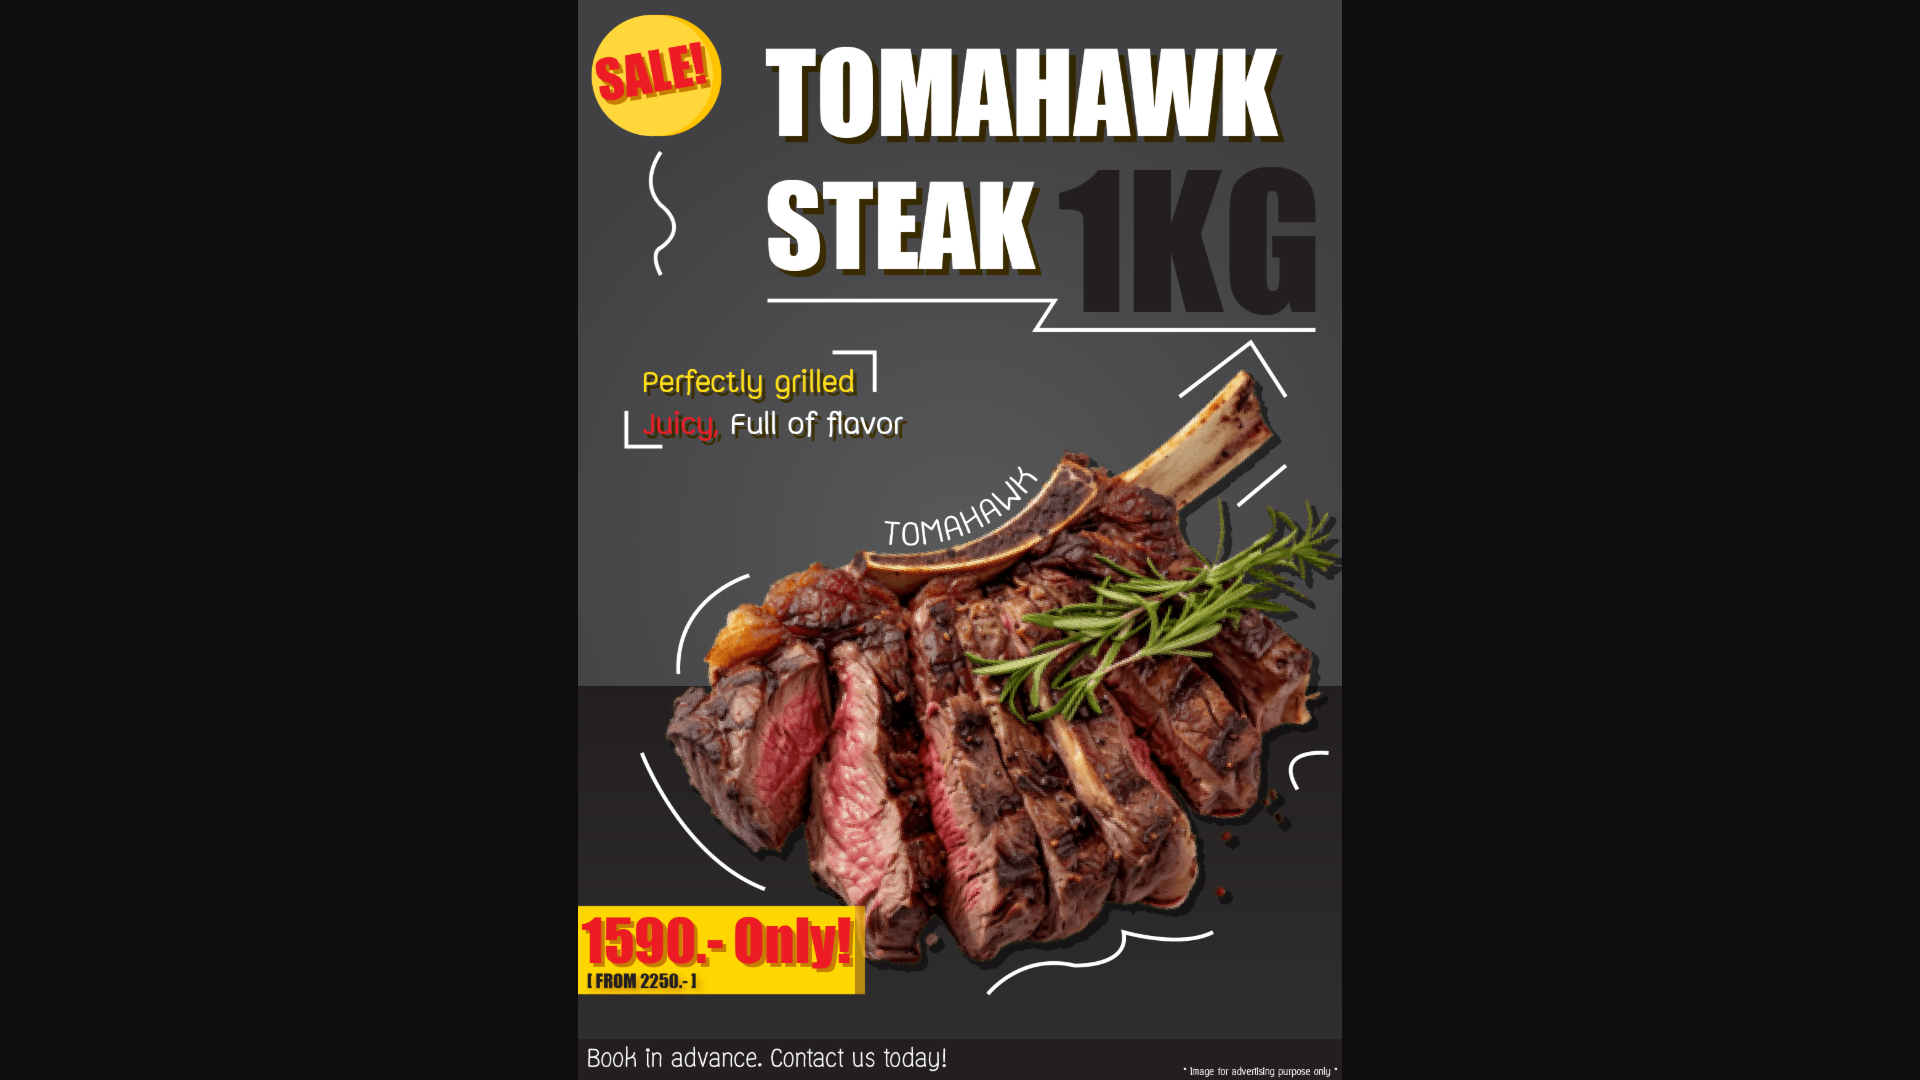 SALE!
TOMAHAWK
STEAK 1KG
Perfectly grilled
Juicy, Full of flavor
TOMAHAWK
1590.- Only!
[ FROM 2250.- ]
Book in advance. Contact us today!
* Image for advertising purpose only *